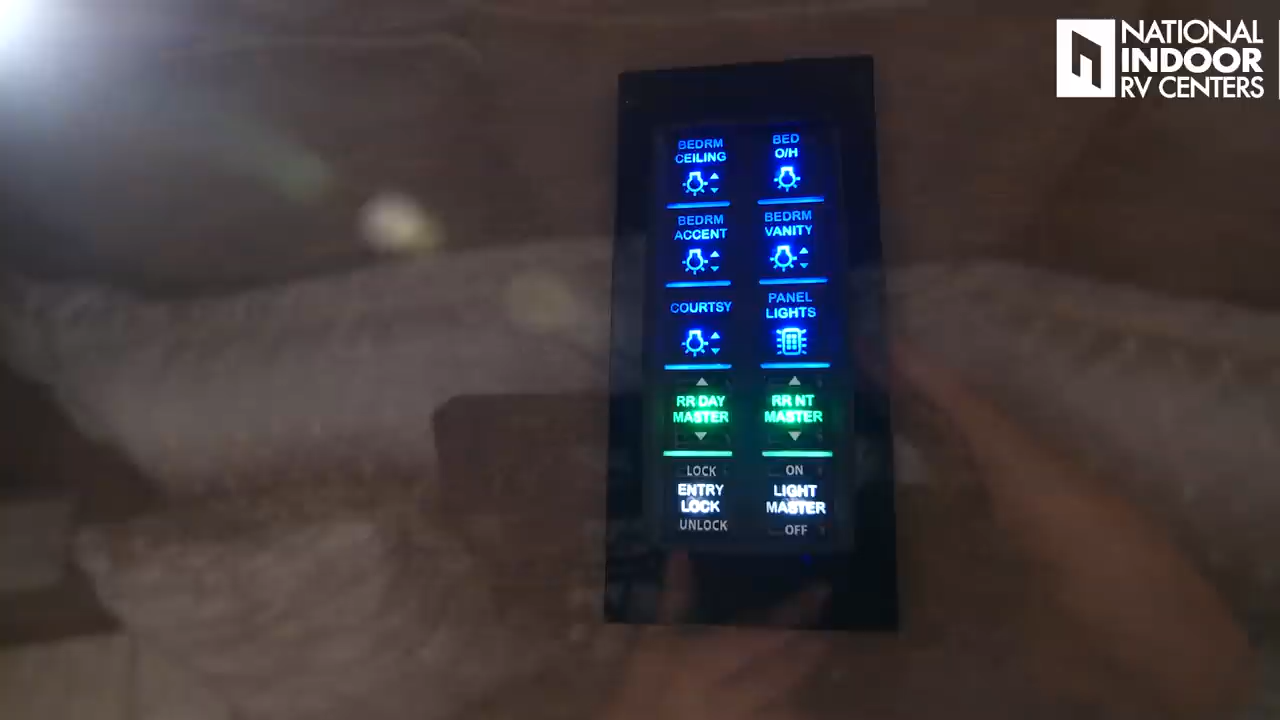 NATIONAL
INDOOR
RV CENTERS
BEDRM
CEILING
BED
O/H
BEDRM
ACCENT
BEDRM
VANITY
COURTSY
PANEL
LIGHTS
RR DAY
MASTER
RR NT
MASTER
LOCK
ENTRY
LOCK
UNLOCK
ON
LIGHT
MASTER
OFF